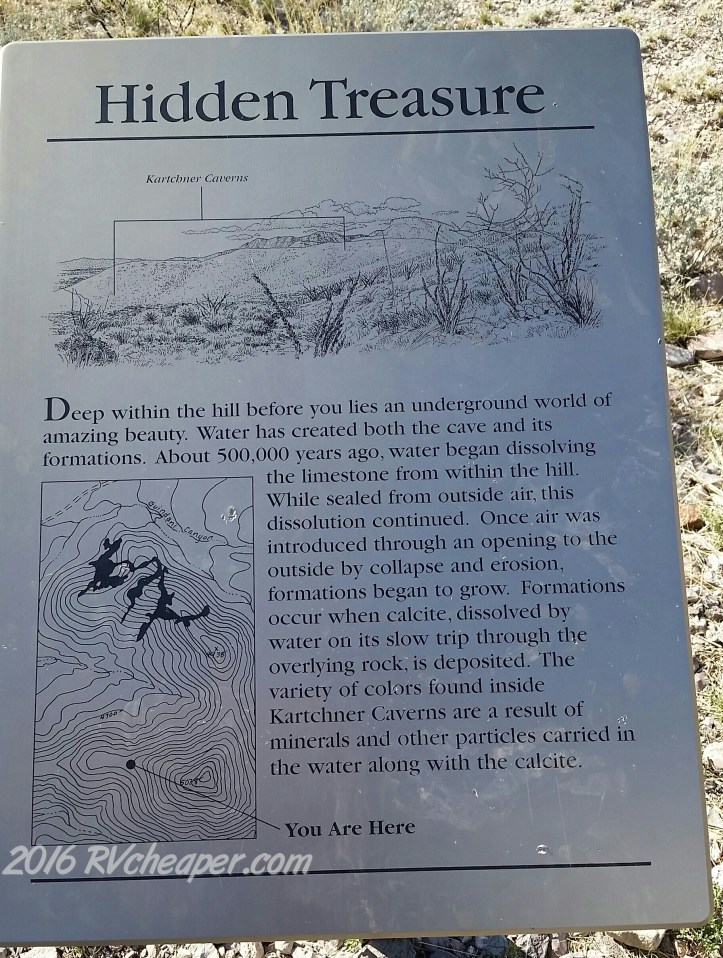 Hidden Treasure
Kartchner Caverns
Deep within the hill before you lies an underground world of
amazing beauty. Water has created both the cave and its
formations. About 500,000 years ago, water began dissolving
the limestone from within the hill.
While sealed from outside air, this
dissolution continued. Once air was
introduced through an opening to the
outside by collapse and erosion,
formations began to grow. Formations
occur when calcite, dissolved by
water on its slow trip through the
overlying rock, is deposited. The
variety of colors found inside
Kartchner Caverns are a result of
minerals and other particles carried in
the water along with the calcite.
Guindani Canyon
4700
You Are Here
2016 RVcheaper.com